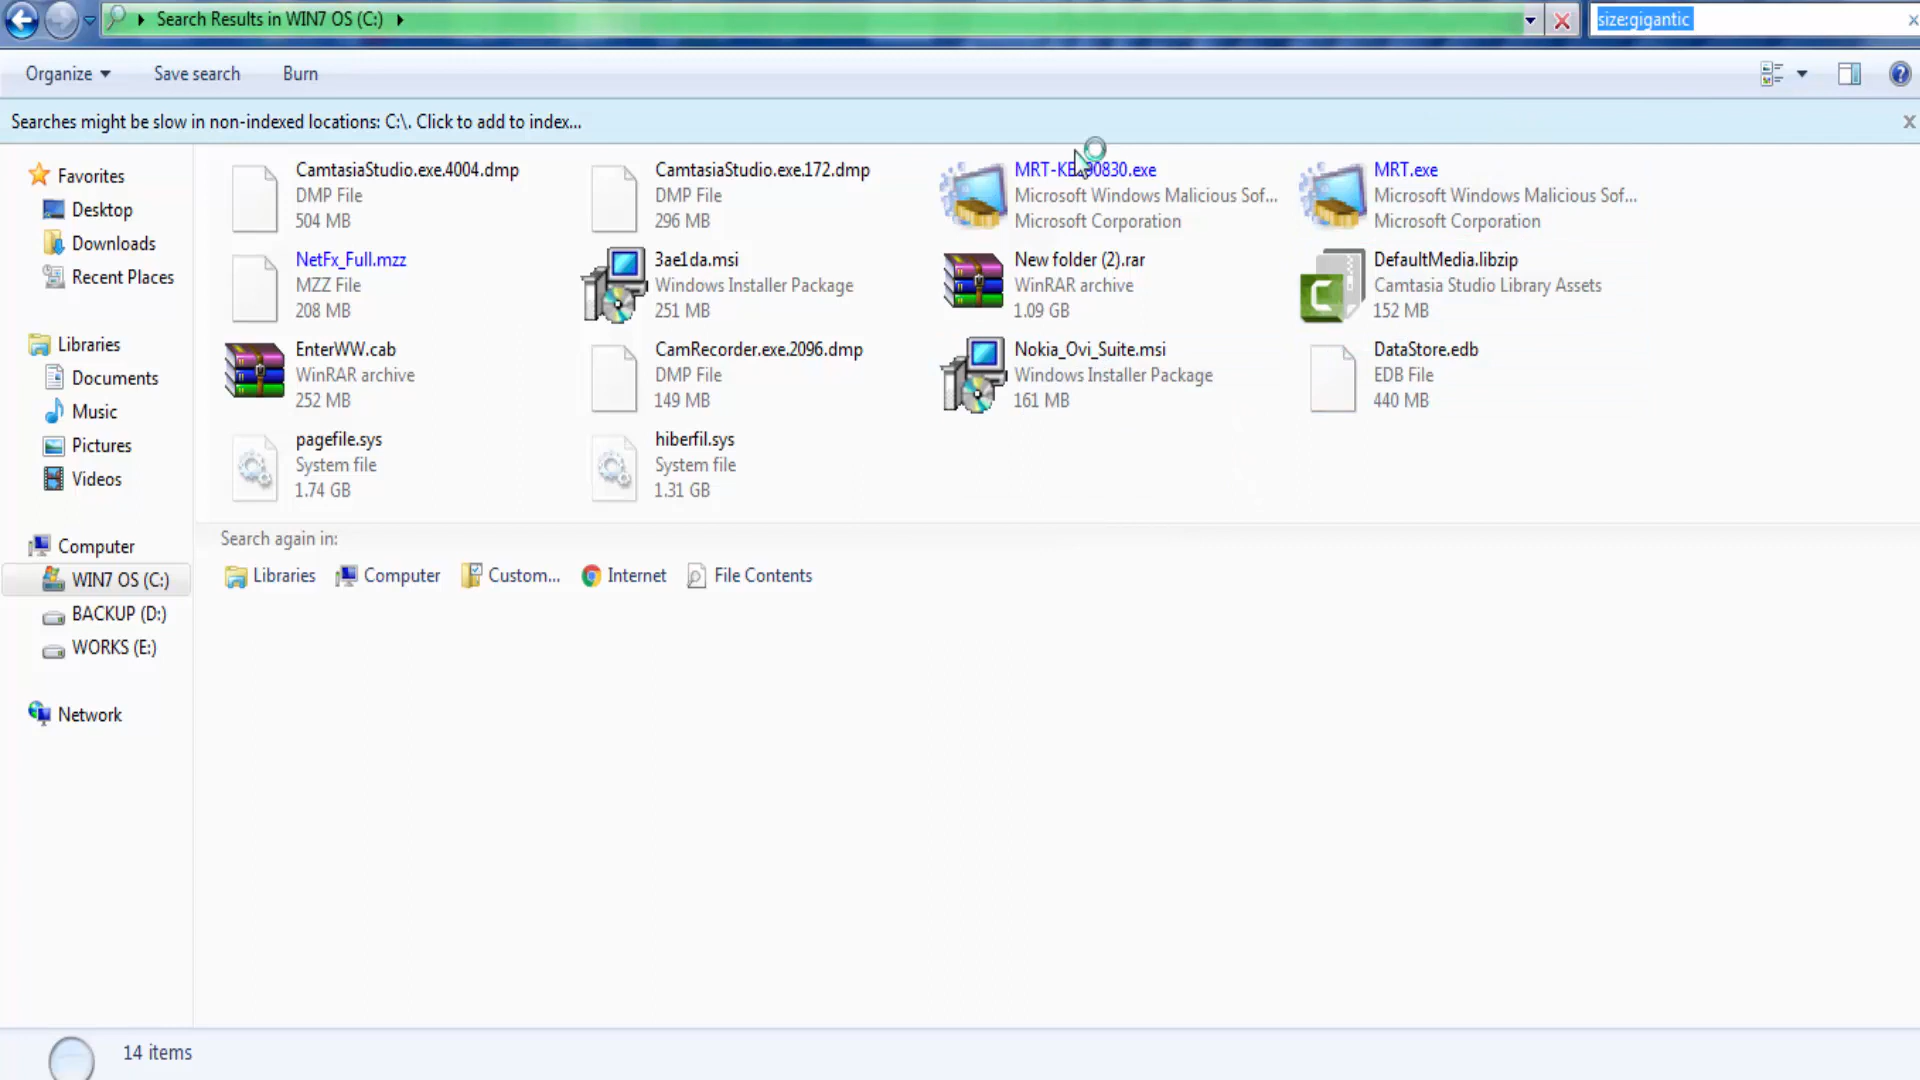 Search Results in WIN7 OS (C:)
size:gigantic
Organize
Save search
Burn
Searches might be slow in non-indexed locations: C:\. Click to add to index...
Favorites
Desktop
Downloads
Recent Places
Libraries
Documents
Music
Pictures
Videos
Computer
WIN7 OS (C:)
BACKUP (D:)
WORKS (E:)
Network
CamtasiaStudio.exe.4004.dmp
DMP File
504 MB
CamtasiaStudio.exe.172.dmp
DMP File
296 MB
Microsoft Windows Malicious Sof...
Microsoft Corporation
MRT.exe
Microsoft Windows Malicious Sof...
Microsoft Corporation
NetFx_Full.mzz
MZZ File
208 MB
3ae1da.msi
Windows Installer Package
251 MB
New folder (2).rar
WinRAR archive
1.09 GB
DefaultMedia.libzip
Camtasia Studio Library Assets
152 MB
EnterWW.cab
WinRAR archive
252 MB
CamRecorder.exe.2096.dmp
DMP File
149 MB
Nokia_Ovi_Suite.msi
Windows Installer Package
161 MB
DataStore.edb
EDB File
440 MB
pagefile.sys
System file
1.74 GB
hiberfil.sys
System file
1.31 GB
Search again in:
Libraries
Computer
Custom...
Internet
File Contents
14 items